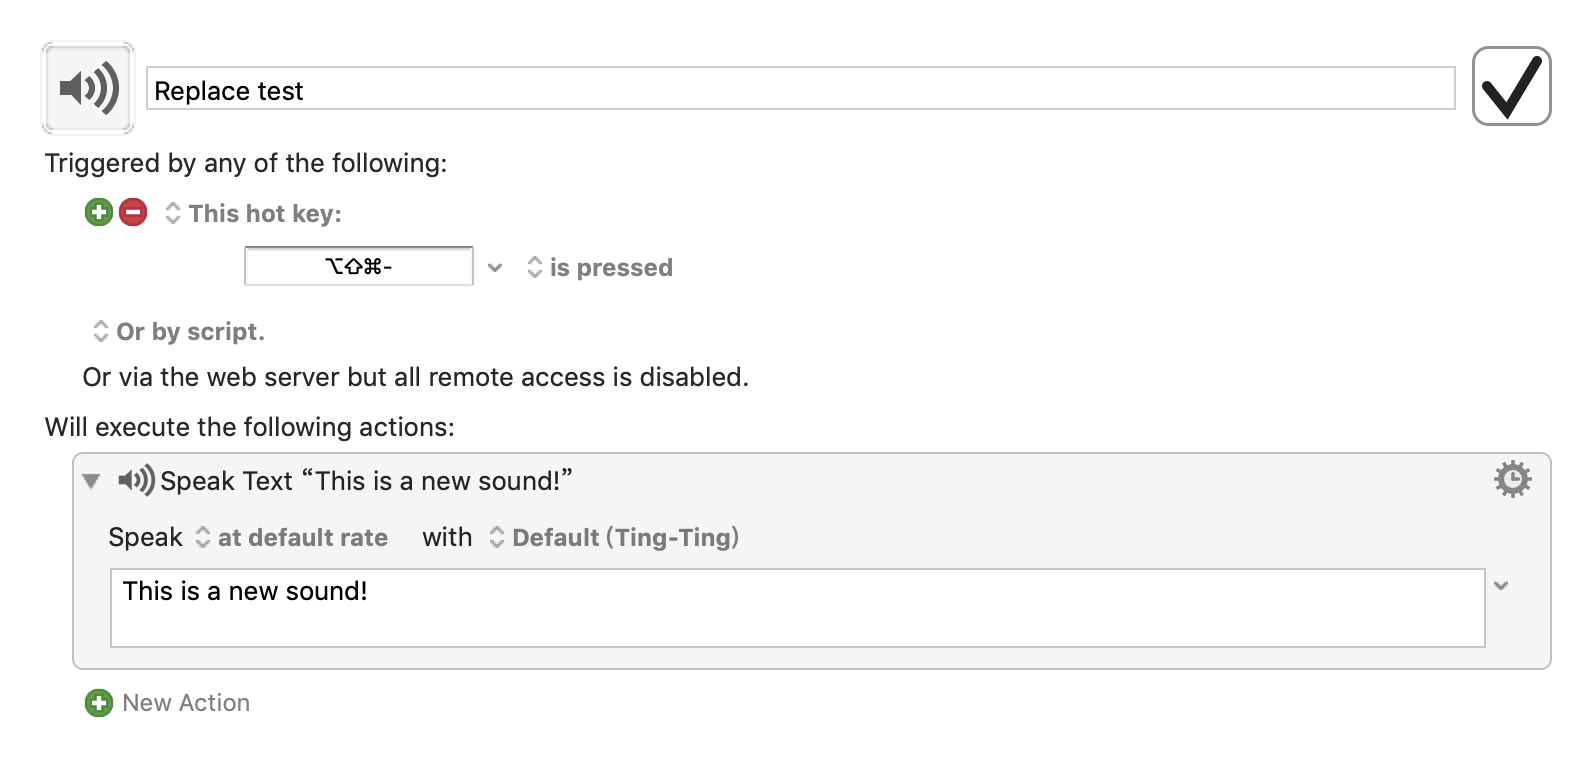 Replace test
Triggered by any of the following:
This hot key:
⌥⇧⌘-
is pressed
Or by script.
Or via the web server but all remote access is disabled.
Will execute the following actions:
Speak Text “This is a new sound!”
Speak at default rate with Default (Ting-Ting)
This is a new sound!
New Action